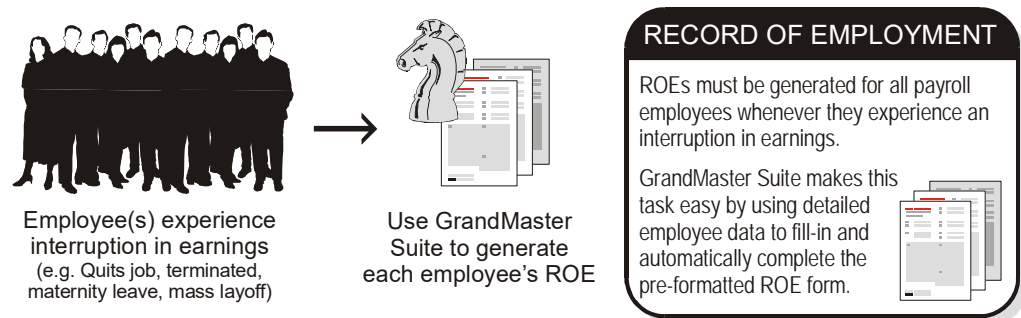 Employee(s) experience
interruption in earnings
(e.g. Quits job, terminated,
maternity leave, mass layoff)
Use GrandMaster
Suite to generate
each employee's ROE
RECORD OF EMPLOYMENT
ROEs must be generated for all payroll
employees whenever they experience an
interruption in earnings.
GrandMaster Suite makes this
task easy by using detailed
employee data to fill-in and
automatically complete the
pre-formatted ROE form.